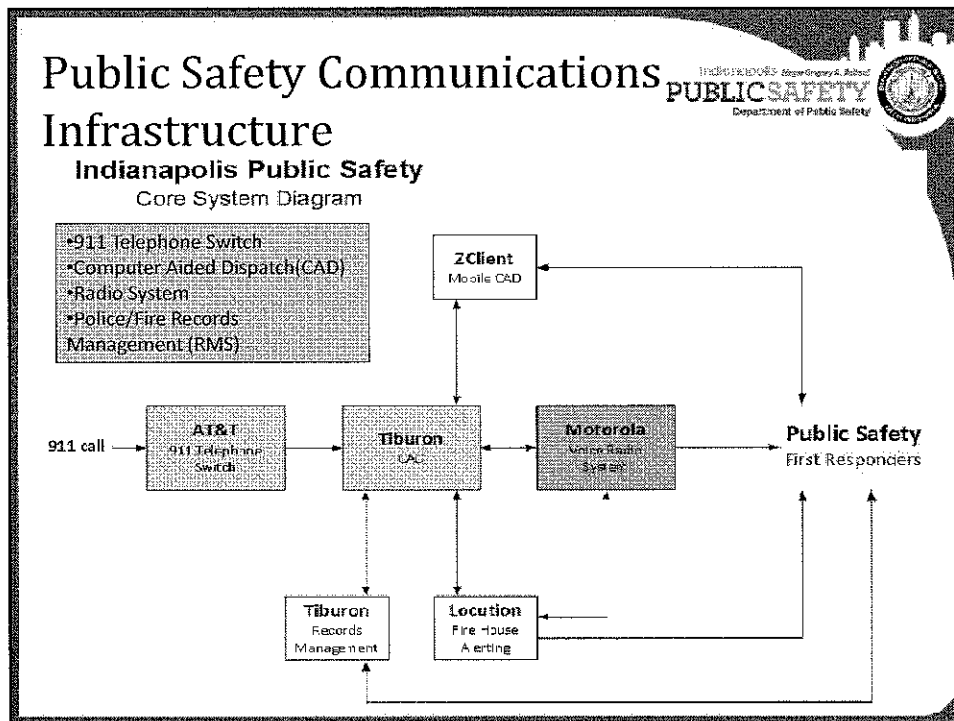 Public Safety Communications
Infrastructure
Indianapolis
PUBLICSAFETY
Department of Public Safety
Indianapolis Public Safety
Core System Diagram
•911 Telephone Switch
•Computer Aided Dispatch(CAD)
•Radio System
•Police/Fire Records
Management (RMS)
ZClient
Mobile CAD
911 call
AT&T
911 Telephone
Switch
Tiburon
CAD
Motorola
Voice Radio
System
Public Safety
First Responders
Tiburon
Records
Management
Locution
Fire House
Alerting